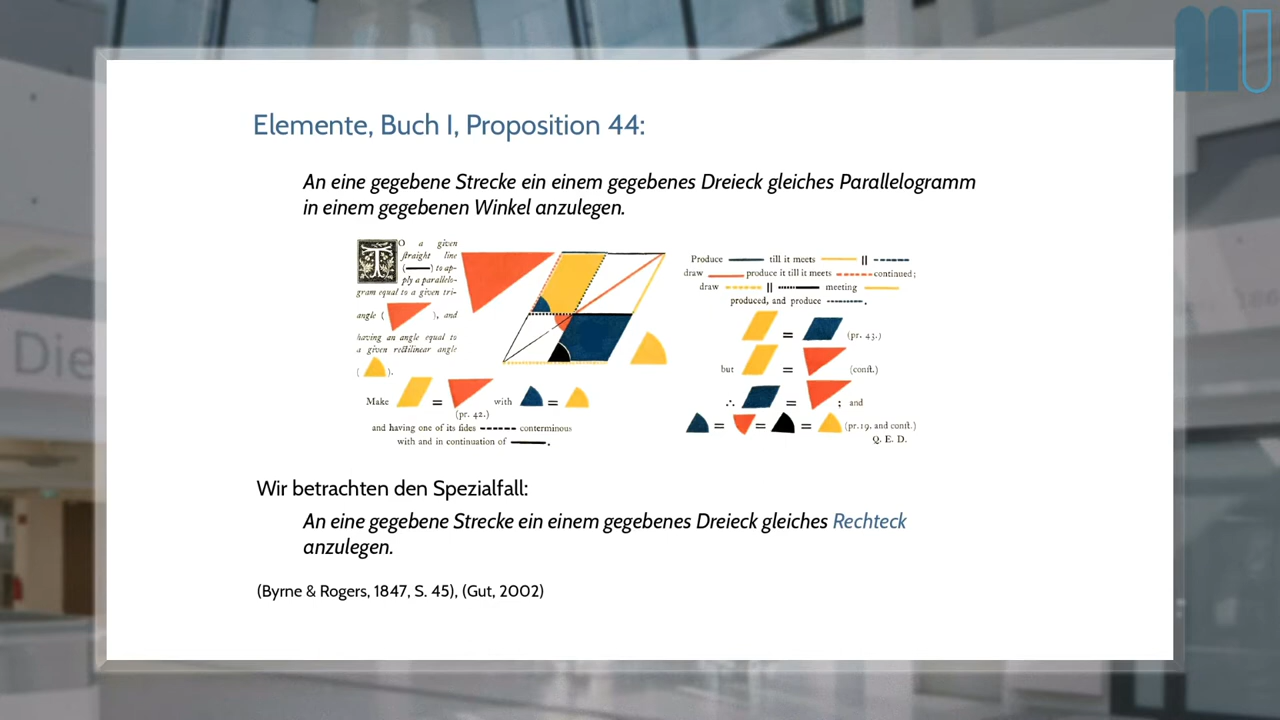 Elemente, Buch I, Proposition 44:
An eine gegebene Strecke ein einem gegebenes Dreieck gleiches Parallelogramm
in einem gegebenen Winkel anzulegen.
TO a given
ſtraight line
( ) to ap-
ply a parallelo-
gram equal to a given tri-
angle ( ), and
having an angle equal to
a given rectilinear angle
( ).
Make = with =
(pr. 42.)
and having one of its ſides conterminous
with and in continuation of .
Produce till it meets ||
draw produce it till it meets continued;
draw || meeting
produced, and produce .
= (pr. 43.)
but = (conſt.)
∴ = ; and
= = = (pr. 19. and conſt.)
Q. E. D.
Wir betrachten den Spezialfall:
An eine gegebene Strecke ein einem gegebenes Dreieck gleiches Rechteck
anzulegen.
(Byrne & Rogers, 1847, S. 45), (Gut, 2002)
Die